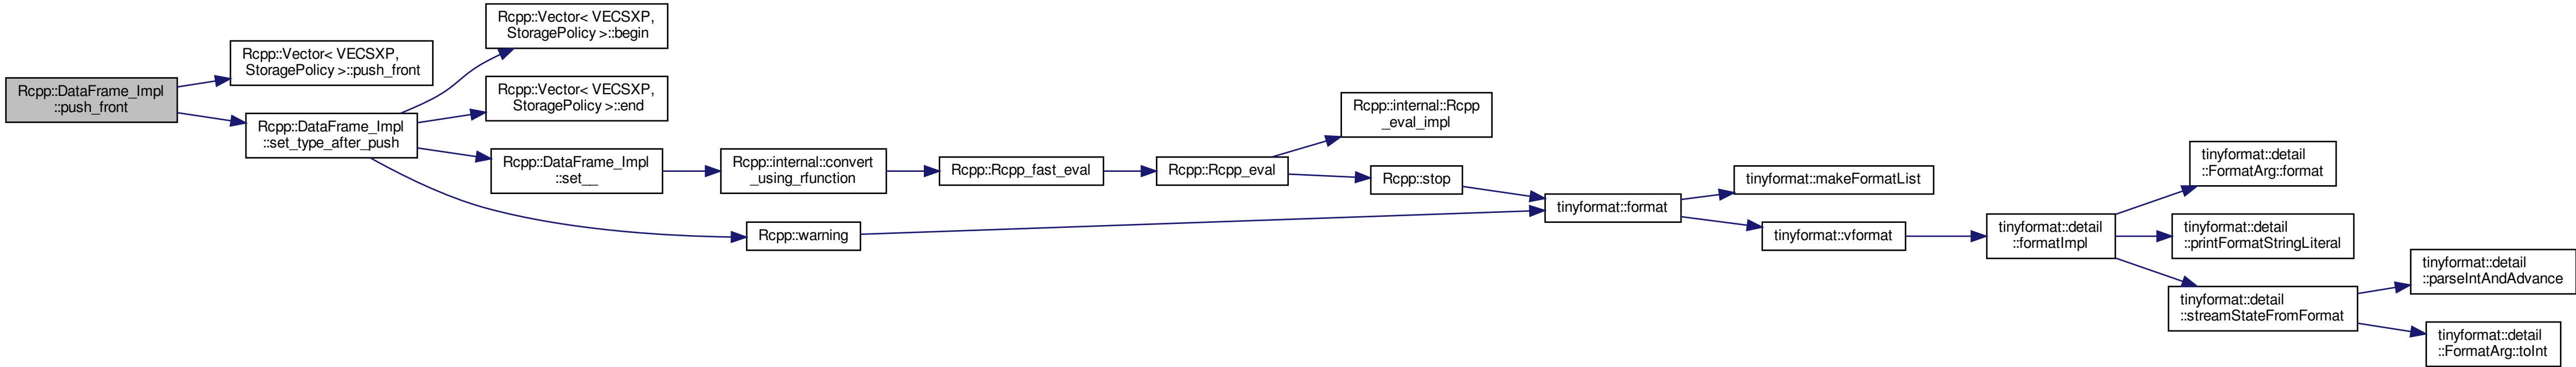 Rcpp::DataFrame_Impl
::push_front
Rcpp::Vector< VECSXP,
StoragePolicy >::push_front
Rcpp::DataFrame_Impl
::set_type_after_push
Rcpp::Vector< VECSXP,
StoragePolicy >::begin
Rcpp::Vector< VECSXP,
StoragePolicy >::end
Rcpp::DataFrame_Impl
::set__
Rcpp::internal::convert
_using_rfunction
Rcpp::Rcpp_fast_eval
Rcpp::Rcpp_eval
Rcpp::internal::Rcpp
_eval_impl
Rcpp::stop
Rcpp::warning
tinyformat::format
tinyformat::makeFormatList
tinyformat::vformat
tinyformat::detail
::formatImpl
tinyformat::detail
::FormatArg::format
tinyformat::detail
::printFormatStringLiteral
tinyformat::detail
::streamStateFromFormat
tinyformat::detail
::parseIntAndAdvance
tinyformat::detail
::FormatArg::toInt